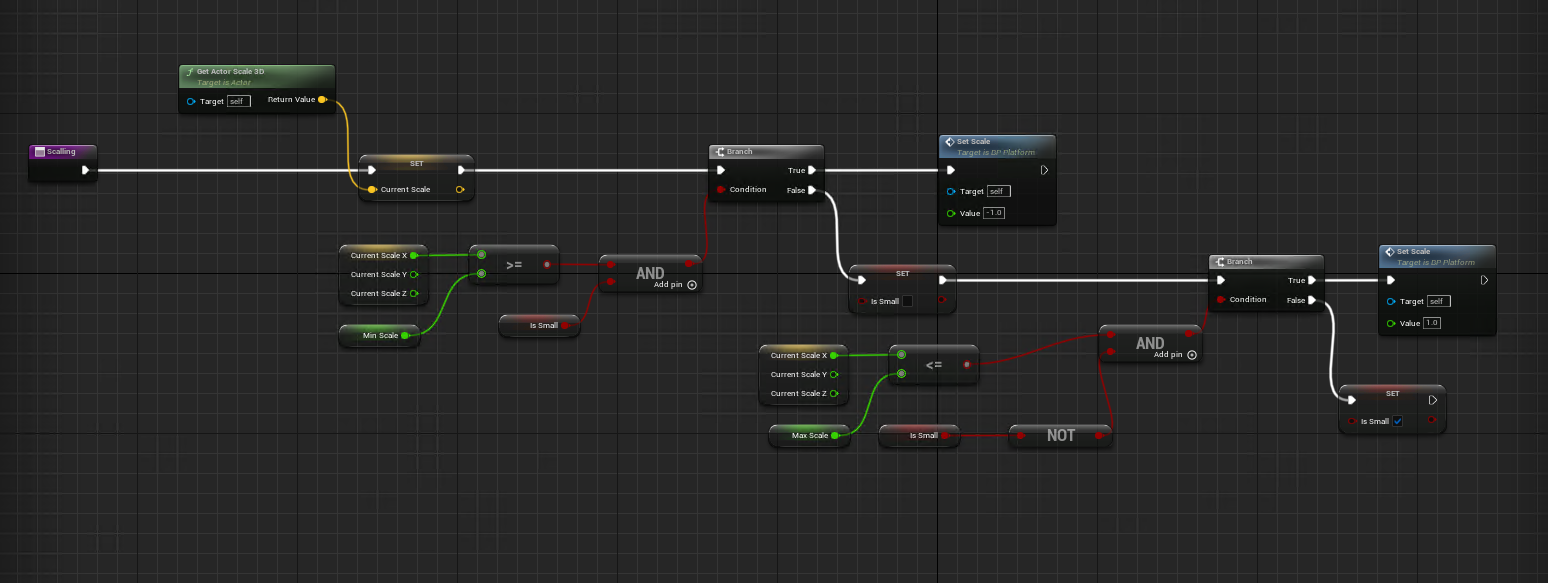 Get Actor Scale 3D
Target is Actor
Target self
Return Value
Scalling
SET
Current Scale
Branch
True
Condition
False
Set Scale
Target is BP Platform
Target self
Value -1.0
Current Scale X
Current Scale Y
Current Scale Z
>=
Min Scale
AND
Add pin
Is Small
SET
Is Small
Branch
True
Condition
False
Set Scale
Target is BP Platform
Target self
Value 1.0
Current Scale X
Current Scale Y
Current Scale Z
<=
Max Scale
Is Small
NOT
AND
Add pin
SET
Is Small